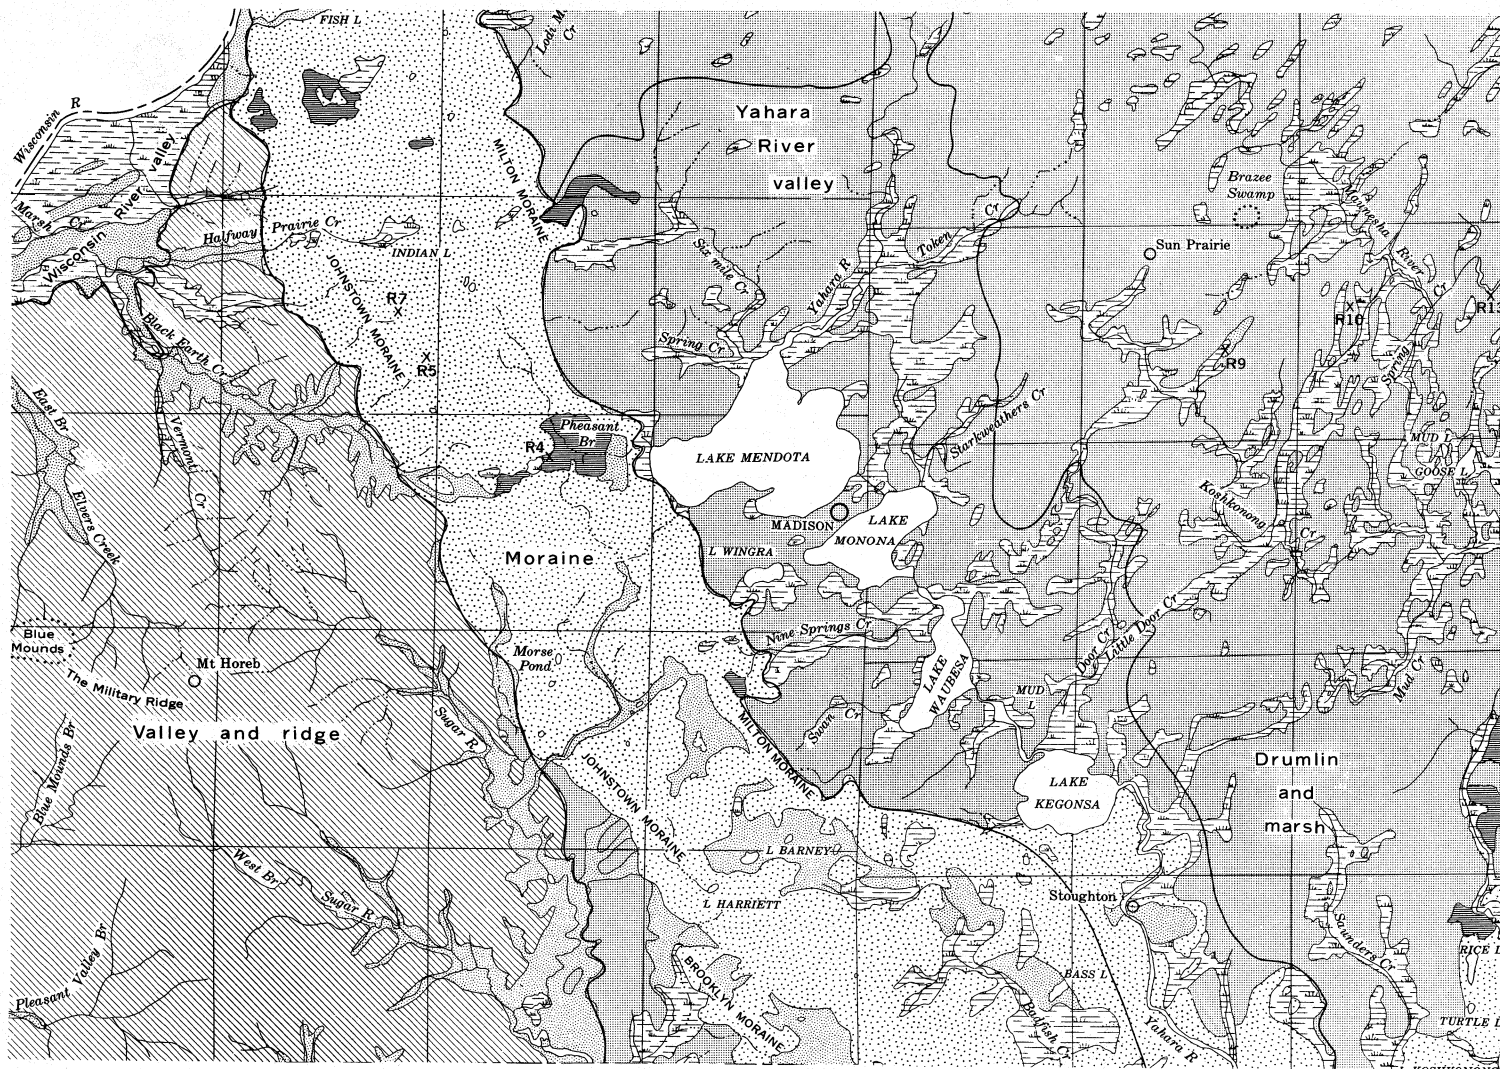 FISH L
Lodi
Cr
Wisconsin R
Yahara
River
valley
MILTON MORAINE
Brazee
Swamp
Maunesha River
Marsh Cr
Wisconsin River valley
Halfway Prairie Cr
INDIAN L
Token Cr
Sun Prairie
Six mile Cr
Yahara R
JOHNSTOWN MORAINE
R7
Cr
R10
R5
Black Earth Cr
Spring Cr
Spring
R9
East Br
Vermont Cr
Starkweathers Cr
Pheasant
Br
R4
LAKE MENDOTA
MUD L
GOOSE L
Elvers Creek
MADISON
LAKE
MONONA
Koshkonong
Cr
L WINGRA
Moraine
Blue
Mounds
Nine Springs Cr
Door Cr
Little Door Cr
Mt Horeb
Morse
Pond
LAKE
WAUBESA
MUD
L
Mud Cr
The Military Ridge
Sugar R
Swan Cr
MILTON MORAINE
Valley and ridge
Blue Mounds Br
JOHNSTOWN MORAINE
LAKE
KEGONSA
Drumlin
and
marsh
L BARNEY
West Br
Sugar R
L HARRIETT
Stoughton
Saunders Cr
RICE L
Pleasant Valley Br
BROOKLYN MORAINE
BASS L
Badfish Cr
Yahara R
TURTLE L